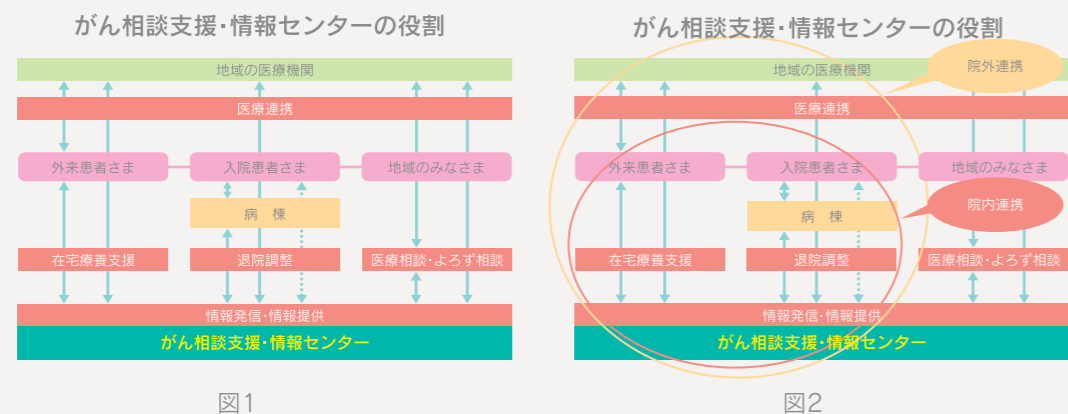 がん相談支援・情報センターの役割
地域の医療機関
医療連携
外来患者さま
入院患者さま
地域のみなさま
病 棟
在宅療養支援
退院調整
医療相談・よろず相談
情報発信・情報提供
がん相談支援・情報センター
図1
がん相談支援・情報センターの役割
院外連携
地域の医療機関
医療連携
外来患者さま
入院患者さま
地域のみなさま
院内連携
病 棟
在宅療養支援
退院調整
医療相談・よろず相談
情報発信・情報提供
がん相談支援・情報センター
図2